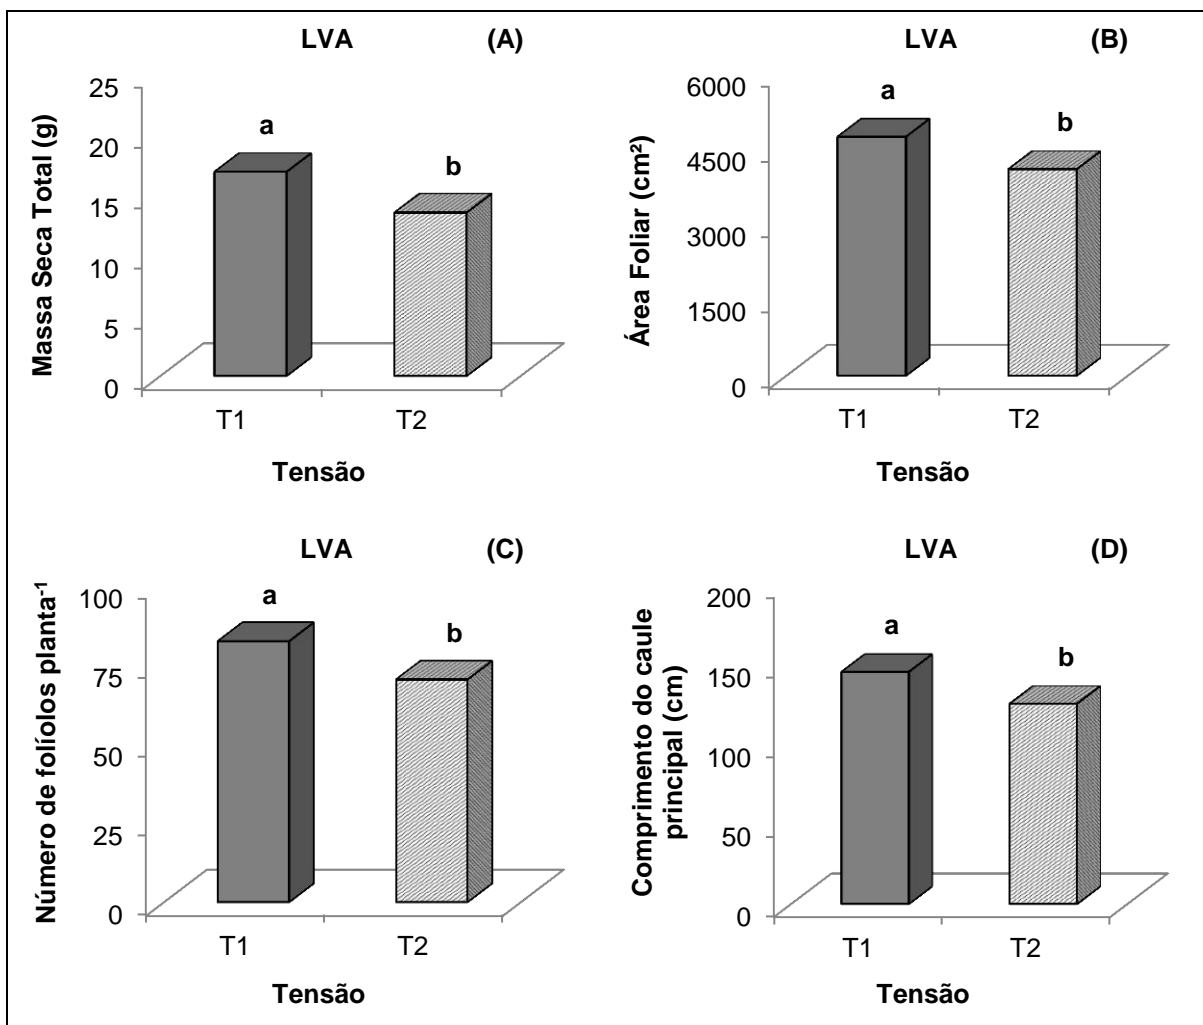 LVA (A)
25
20
15
10
5
0
a
b
Massa Seca Total (g)
T1 T2
Tensão
LVA (B)
6000
4500
3000
1500
0
a
b
Área Foliar (cm²)
T1 T2
Tensão
LVA (C)
100
75
50
25
0
a
b
Número de folíolos planta⁻¹
T1 T2
Tensão
LVA (D)
200
150
100
50
0
a
b
Comprimento do caule
principal (cm)
T1 T2
Tensão